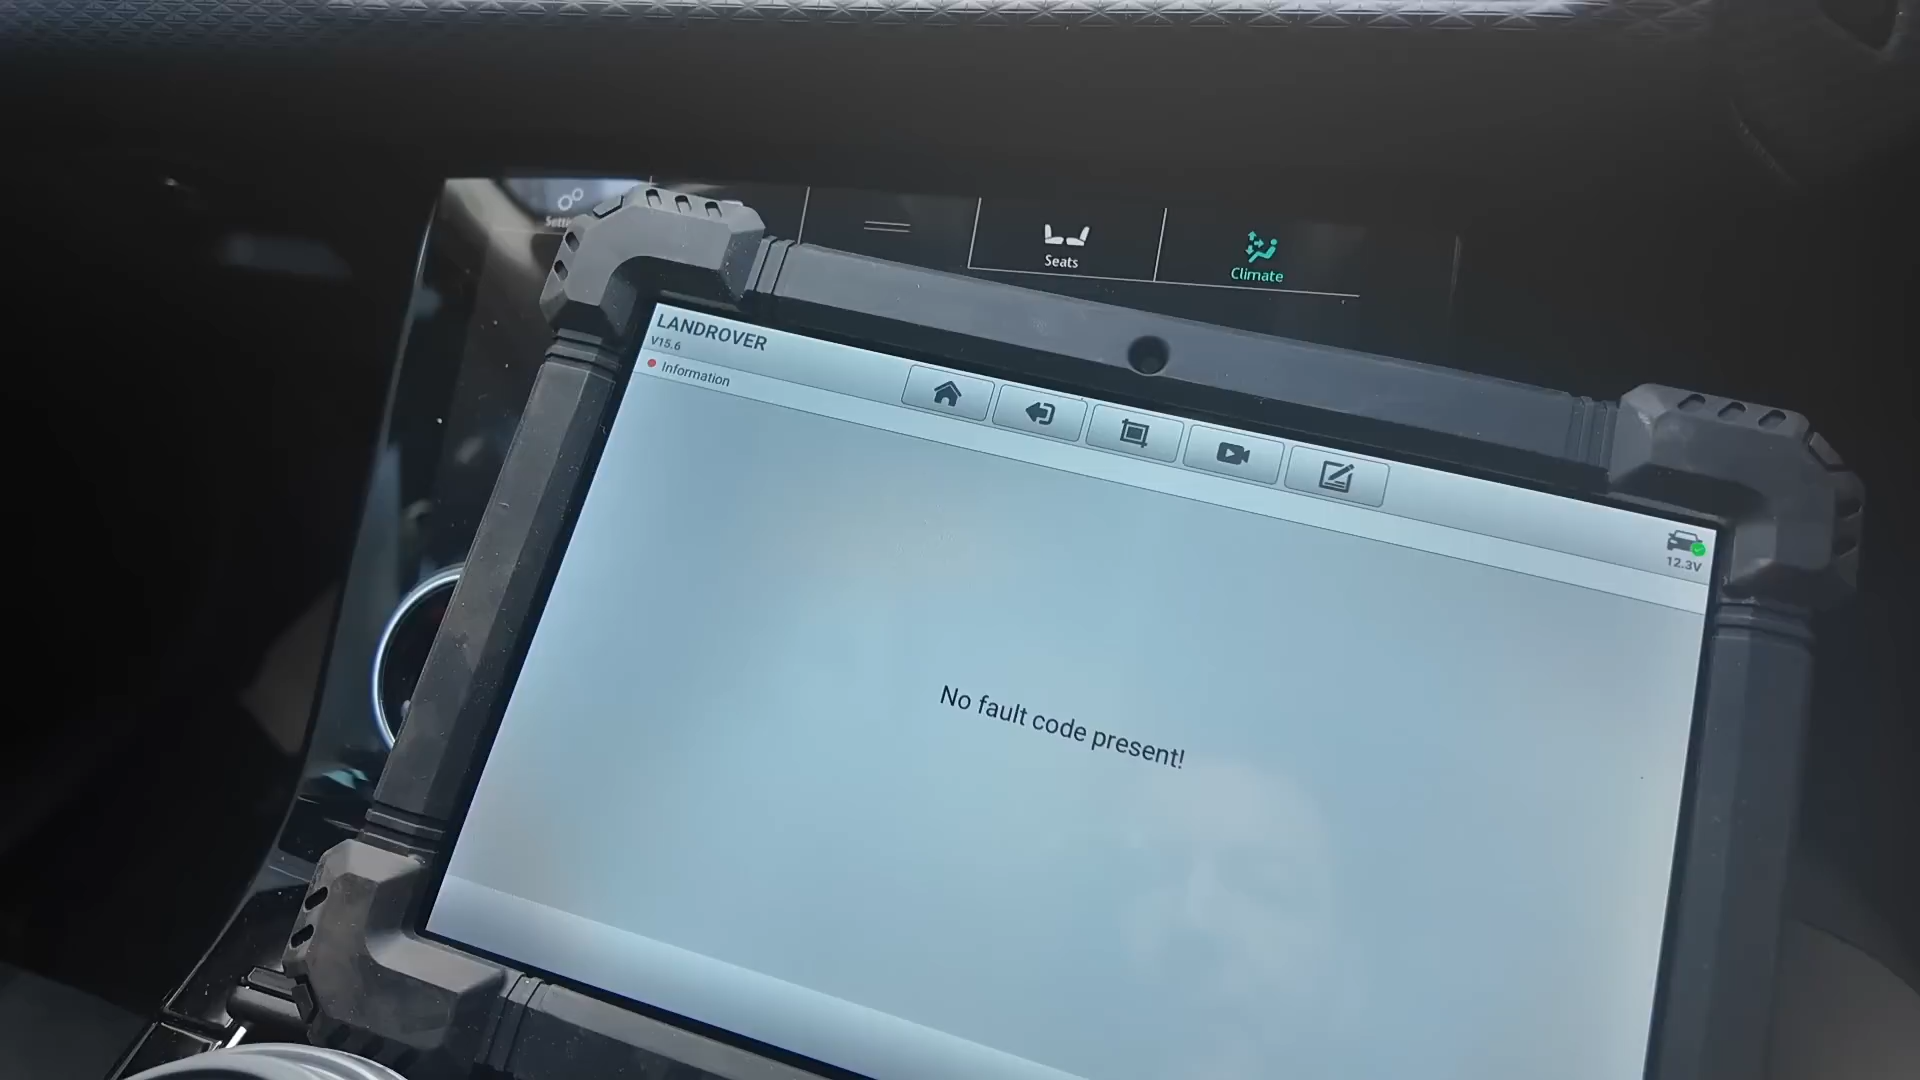 Seats
Climate
LANDROVER
V15.6
Information
12.3V
No fault code present!